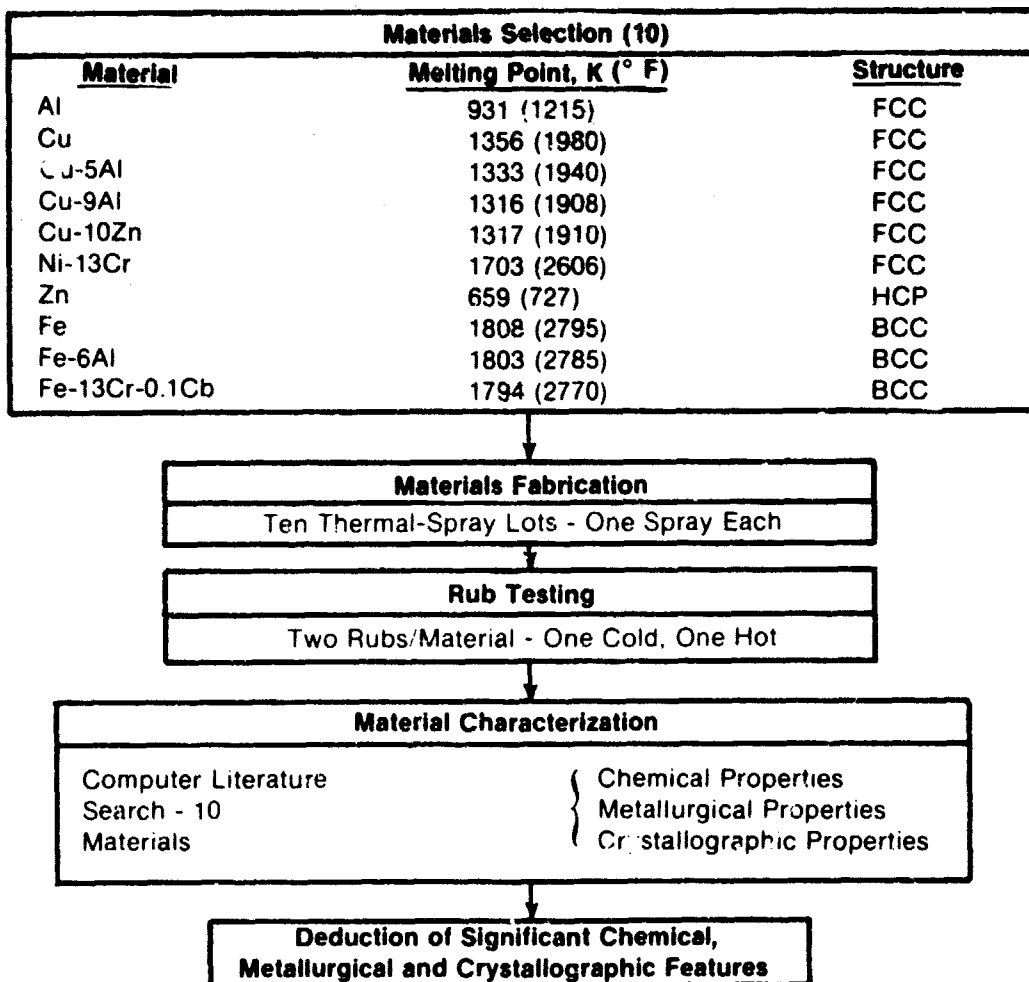 Materials Selection (10)
Material Melting Point, K (° F) Structure
Al 931 (1215) FCC
Cu 1356 (1980) FCC
Cu-5Al 1333 (1940) FCC
Cu-9Al 1316 (1908) FCC
Cu-10Zn 1317 (1910) FCC
Ni-13Cr 1703 (2606) FCC
Zn 659 (727) HCP
Fe 1808 (2795) BCC
Fe-6Al 1803 (2785) BCC
Fe-13Cr-0.1Cb 1794 (2770) BCC
Materials Fabrication
Ten Thermal-Spray Lots - One Spray Each
Rub Testing
Two Rubs/Material - One Cold, One Hot
Material Characterization
Computer Literature { Chemical Properties
Search - 10 Metallurgical Properties
Materials Crystallographic Properties
Deduction of Significant Chemical,
Metallurgical and Crystallographic Features